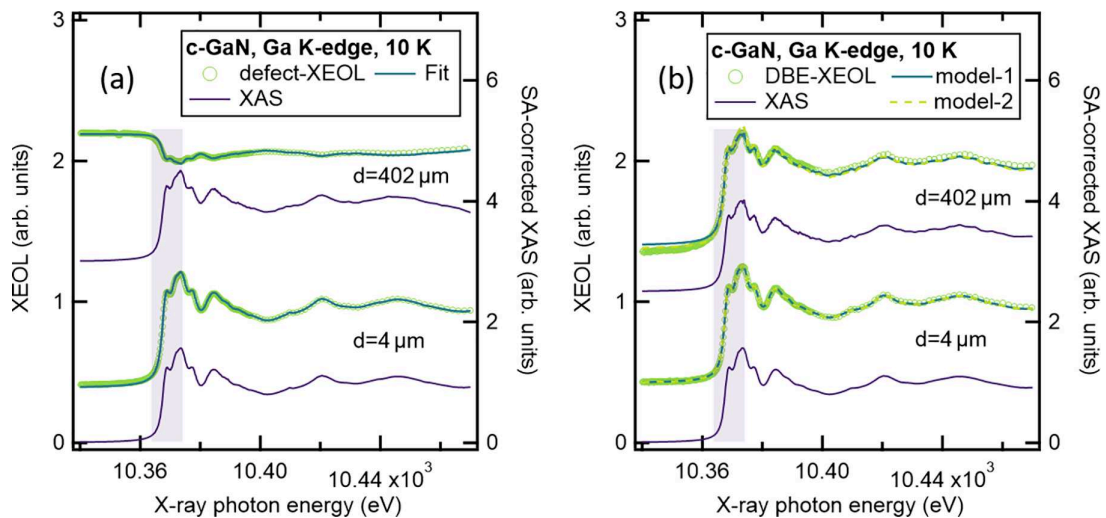 (a)
c-GaN, Ga K-edge, 10 K
defect-XEOL Fit
XAS
3
2
1
0
XEOL (arb. units)
6
4
2
0
SA-corrected XAS (arb. units)
d=402 μm
d=4 μm
10.36 10.40 10.44 x10³
X-ray photon energy (eV)
(b)
c-GaN, Ga K-edge, 10 K
DBE-XEOL model-1
XAS model-2
3
2
1
0
XEOL (arb. units)
6
4
2
0
SA-corrected XAS (arb. units)
d=402 μm
d=4 μm
10.36 10.40 10.44 x10³
X-ray photon energy (eV)